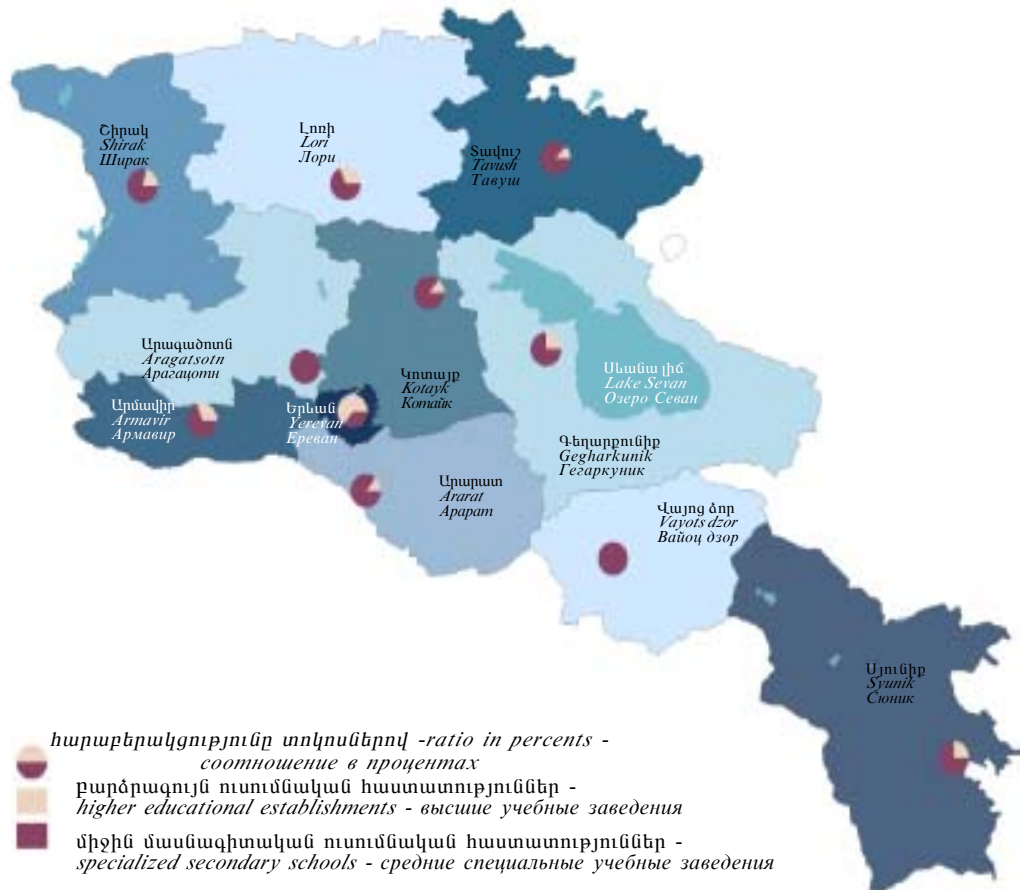 Շիրակ
Shirak
Ширак
Լոռի
Lori
Лори
Տավուշ
Tavush
Тавуш
Արագածոտն
Aragatsotn
Арагацотн
Կոտայք
Kotayk
Котайк
Սևանա լիճ
Lake Sevan
Озеро Севан
Արմավիր
Armavir
Армавир
Երևան
Yerevan
Ереван
Գեղարքունիք
Gegharkunik
Гегаркуник
Արարատ
Ararat
Арарат
Վայոց ձոր
Vayots dzor
Вайоц дзор
Սյունիք
Syunik
Сюник
հարաբերակցությունը տոկոսներով -ratio in percents -
соотношение в процентах
բարձրագույն ուսումնական հաստատություններ -
higher educational establishments - высшие учебные заведения
միջին մասնագիտական ուսումնական հաստատություններ -
specialized secondary schools - средние специальные учебные заведения